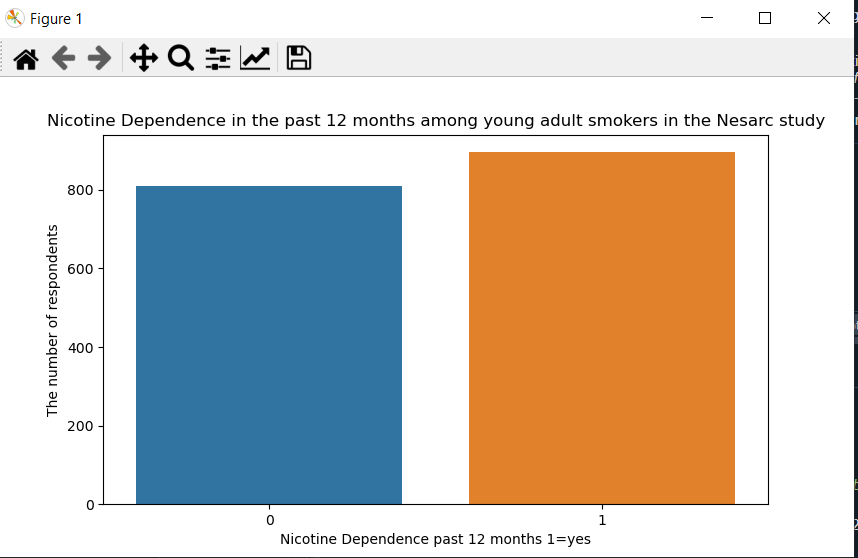 Figure 1
Nicotine Dependence in the past 12 months among young adult smokers in the Nesarc study
The number of respondents
800
600
400
200
0
0 1
Nicotine Dependence past 12 months 1=yes